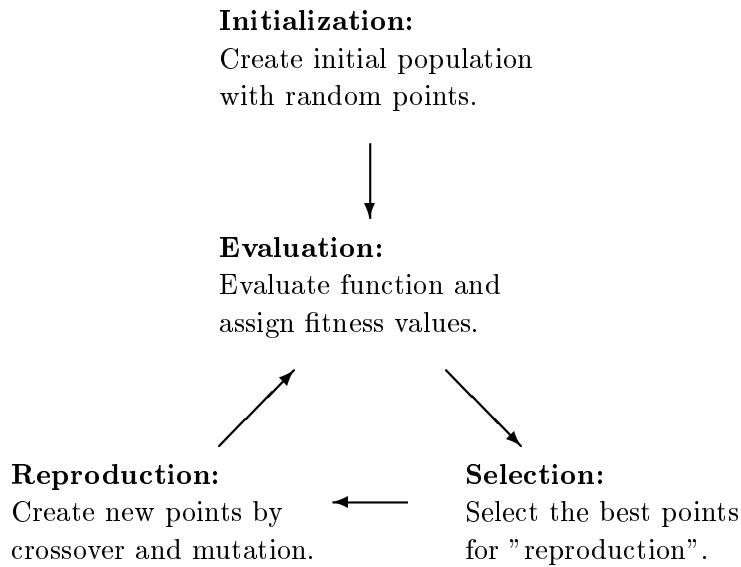 Initialization:
Create initial population
with random points.
Evaluation:
Evaluate function and
assign fitness values.
Reproduction:
Create new points by
crossover and mutation.
Selection:
Select the best points
for ”reproduction”.